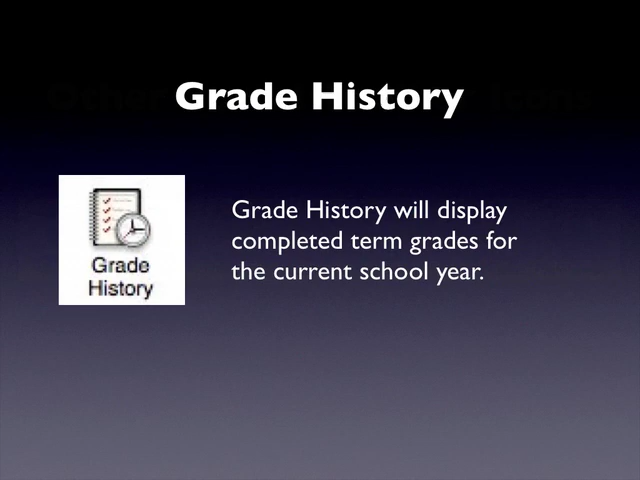 Grade History
Grade
History
Grade History will display
completed term grades for
the current school year.